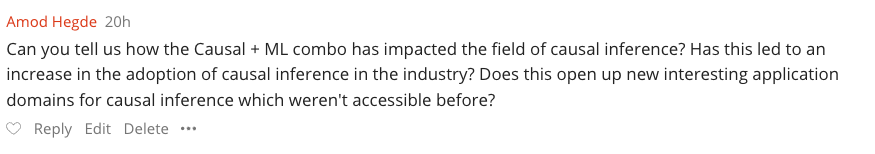 Amod Hegde 20h
Can you tell us how the Causal + ML combo has impacted the field of causal inference? Has this led to an
increase in the adoption of causal inference in the industry? Does this open up new interesting application
domains for causal inference which weren't accessible before?
Reply Edit Delete •••